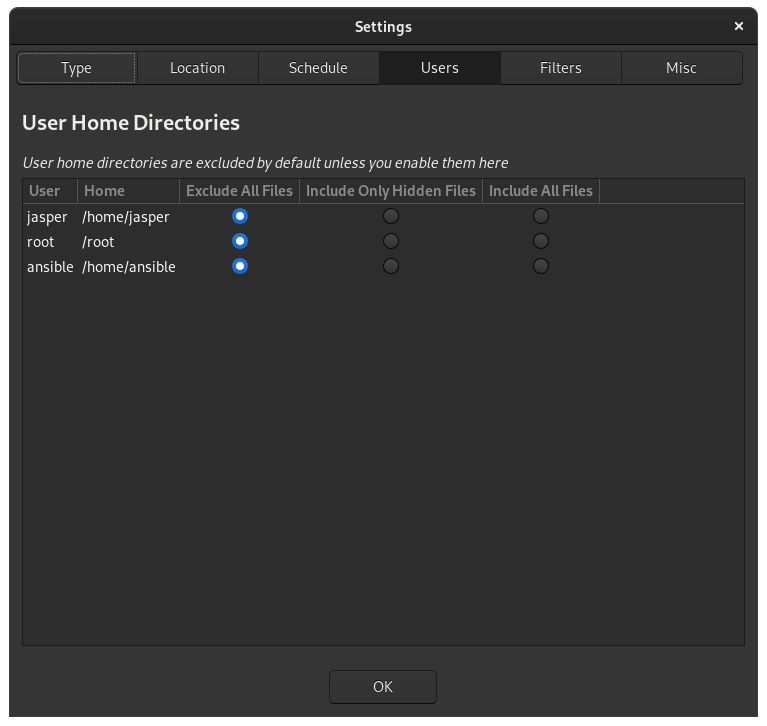 Settings
Type Location Schedule Users Filters Misc
User Home Directories
User home directories are excluded by default unless you enable them here
User Home Exclude All Files Include Only Hidden Files Include All Files
jasper /home/jasper
root /root
ansible /home/ansible
OK